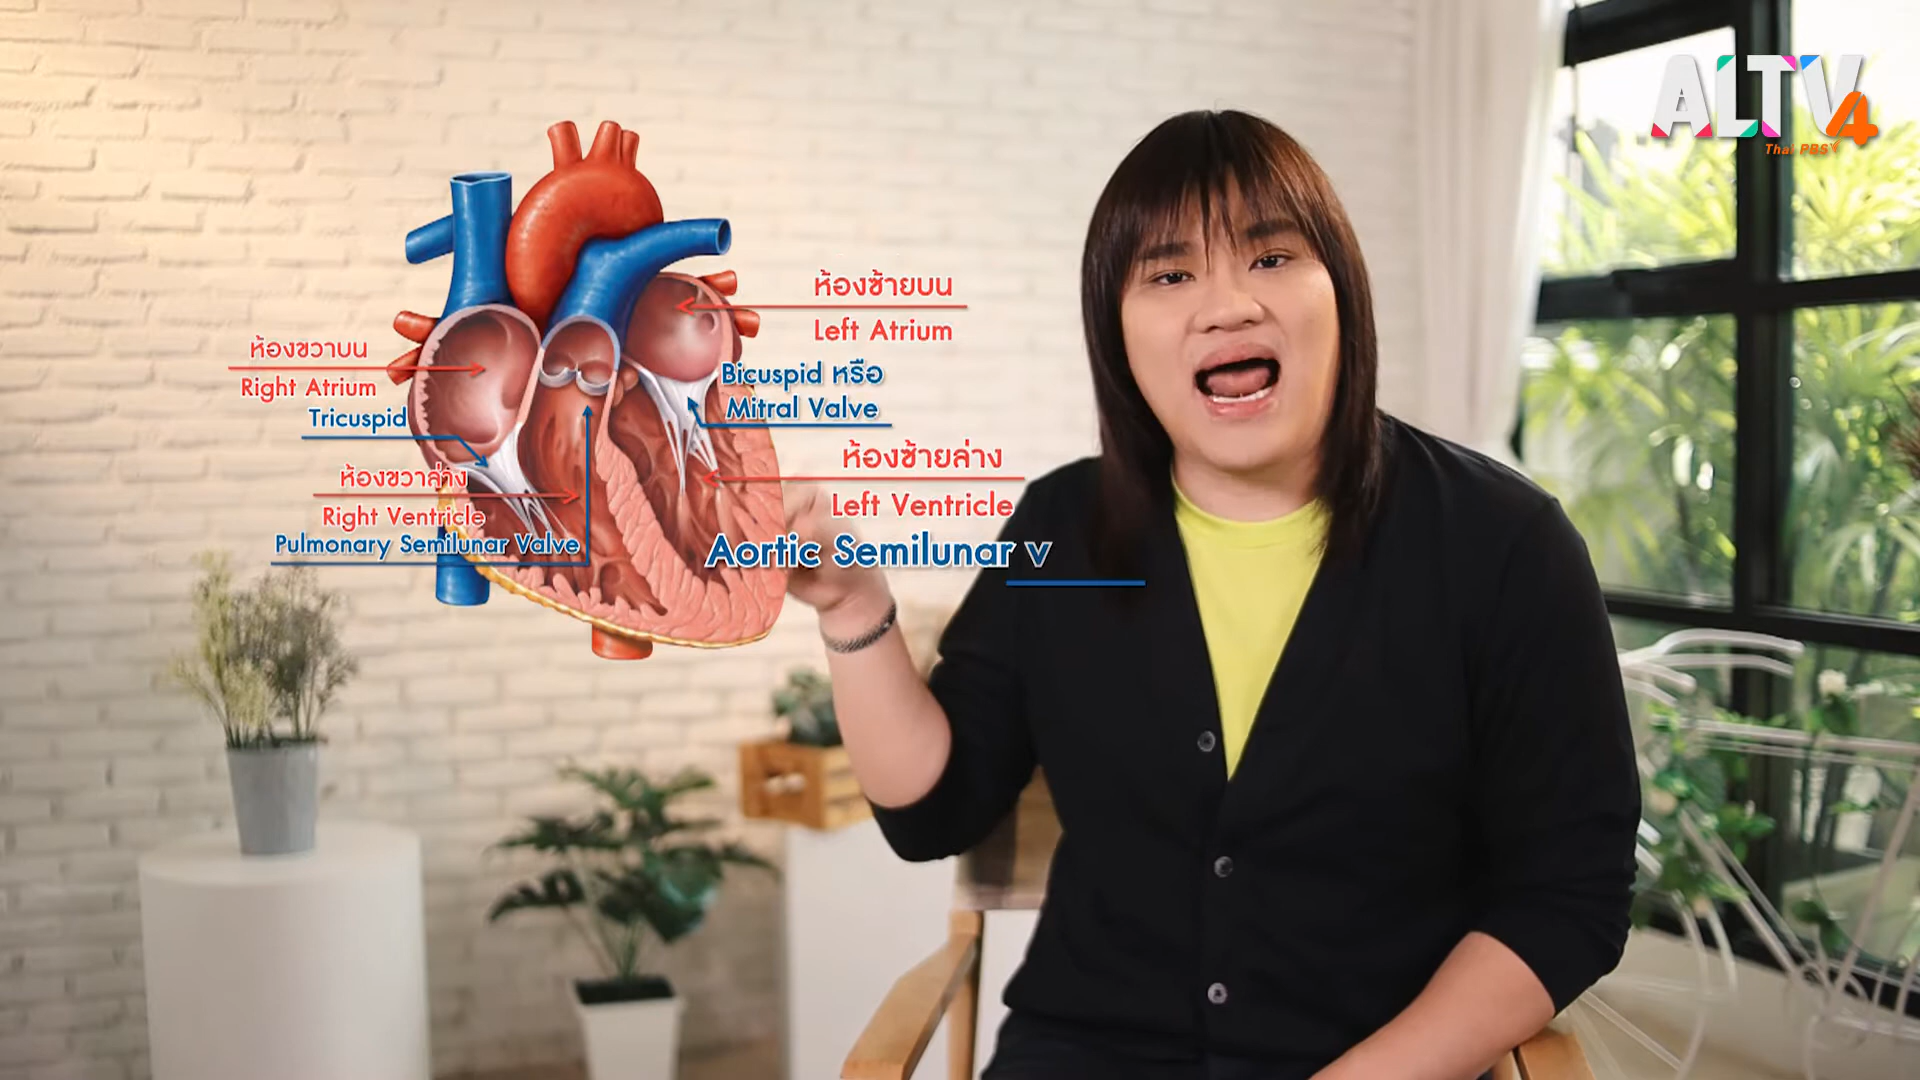 ALTV4
Thai PBS
ห้องซ้ายบน
Left Atrium
ห้องขวาบน
Right Atrium
Bicuspid หรือ
Mitral Valve
Tricuspid
ห้องซ้ายล่าง
Left Ventricle
ห้องขวาล่าง
Right Ventricle
Pulmonary Semilunar Valve
Aortic Semilunar v